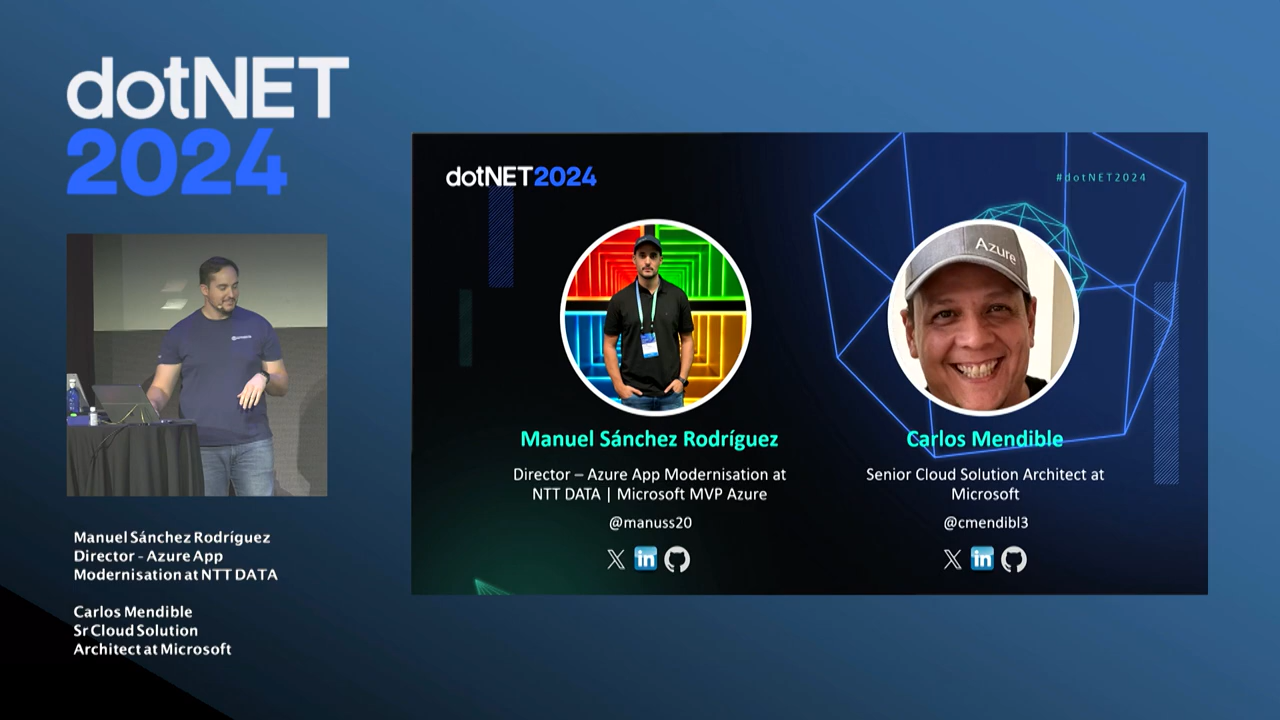 dotNET
2024
Manuel Sánchez Rodríguez
Director - Azure App
Modernisation at NTT DATA
Carlos Mendible
Sr Cloud Solution
Architect at Microsoft
dotNET2024
#dotNET2024
Azure
Manuel Sánchez Rodríguez
Director – Azure App Modernisation at
NTT DATA | Microsoft MVP Azure
@manuss20
Carlos Mendible
Senior Cloud Solution Architect at
Microsoft
@cmendibl3